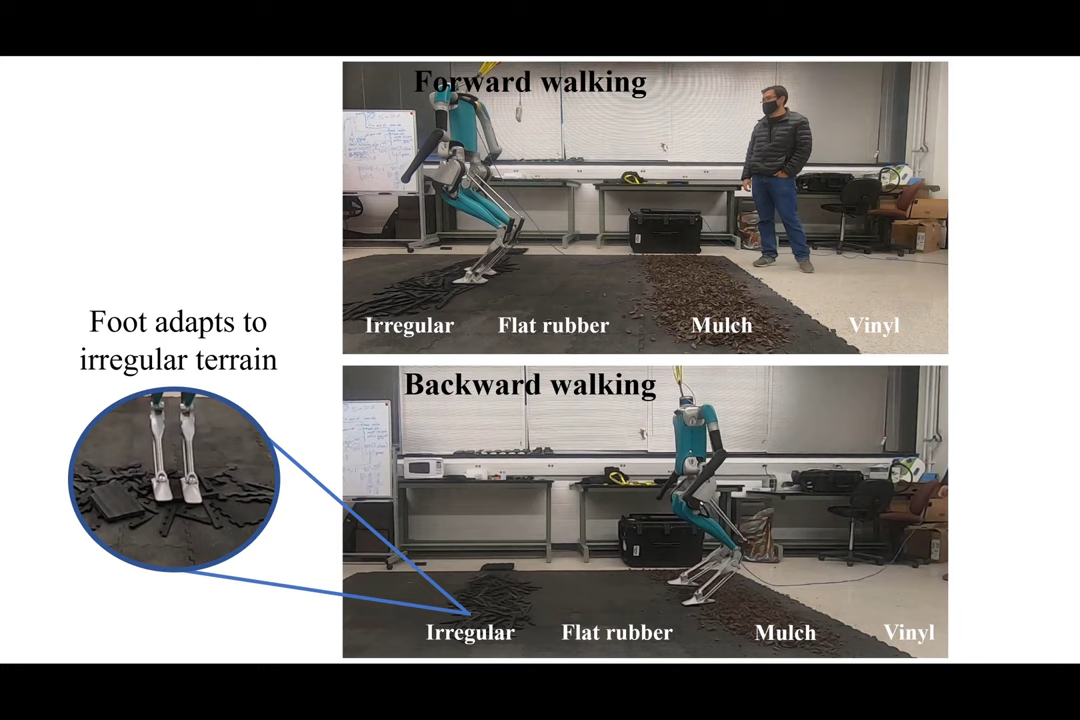 Forward walking
Irregular
Flat rubber
Mulch
Vinyl
Foot adapts to
irregular terrain
Backward walking
Irregular
Flat rubber
Mulch
Vinyl